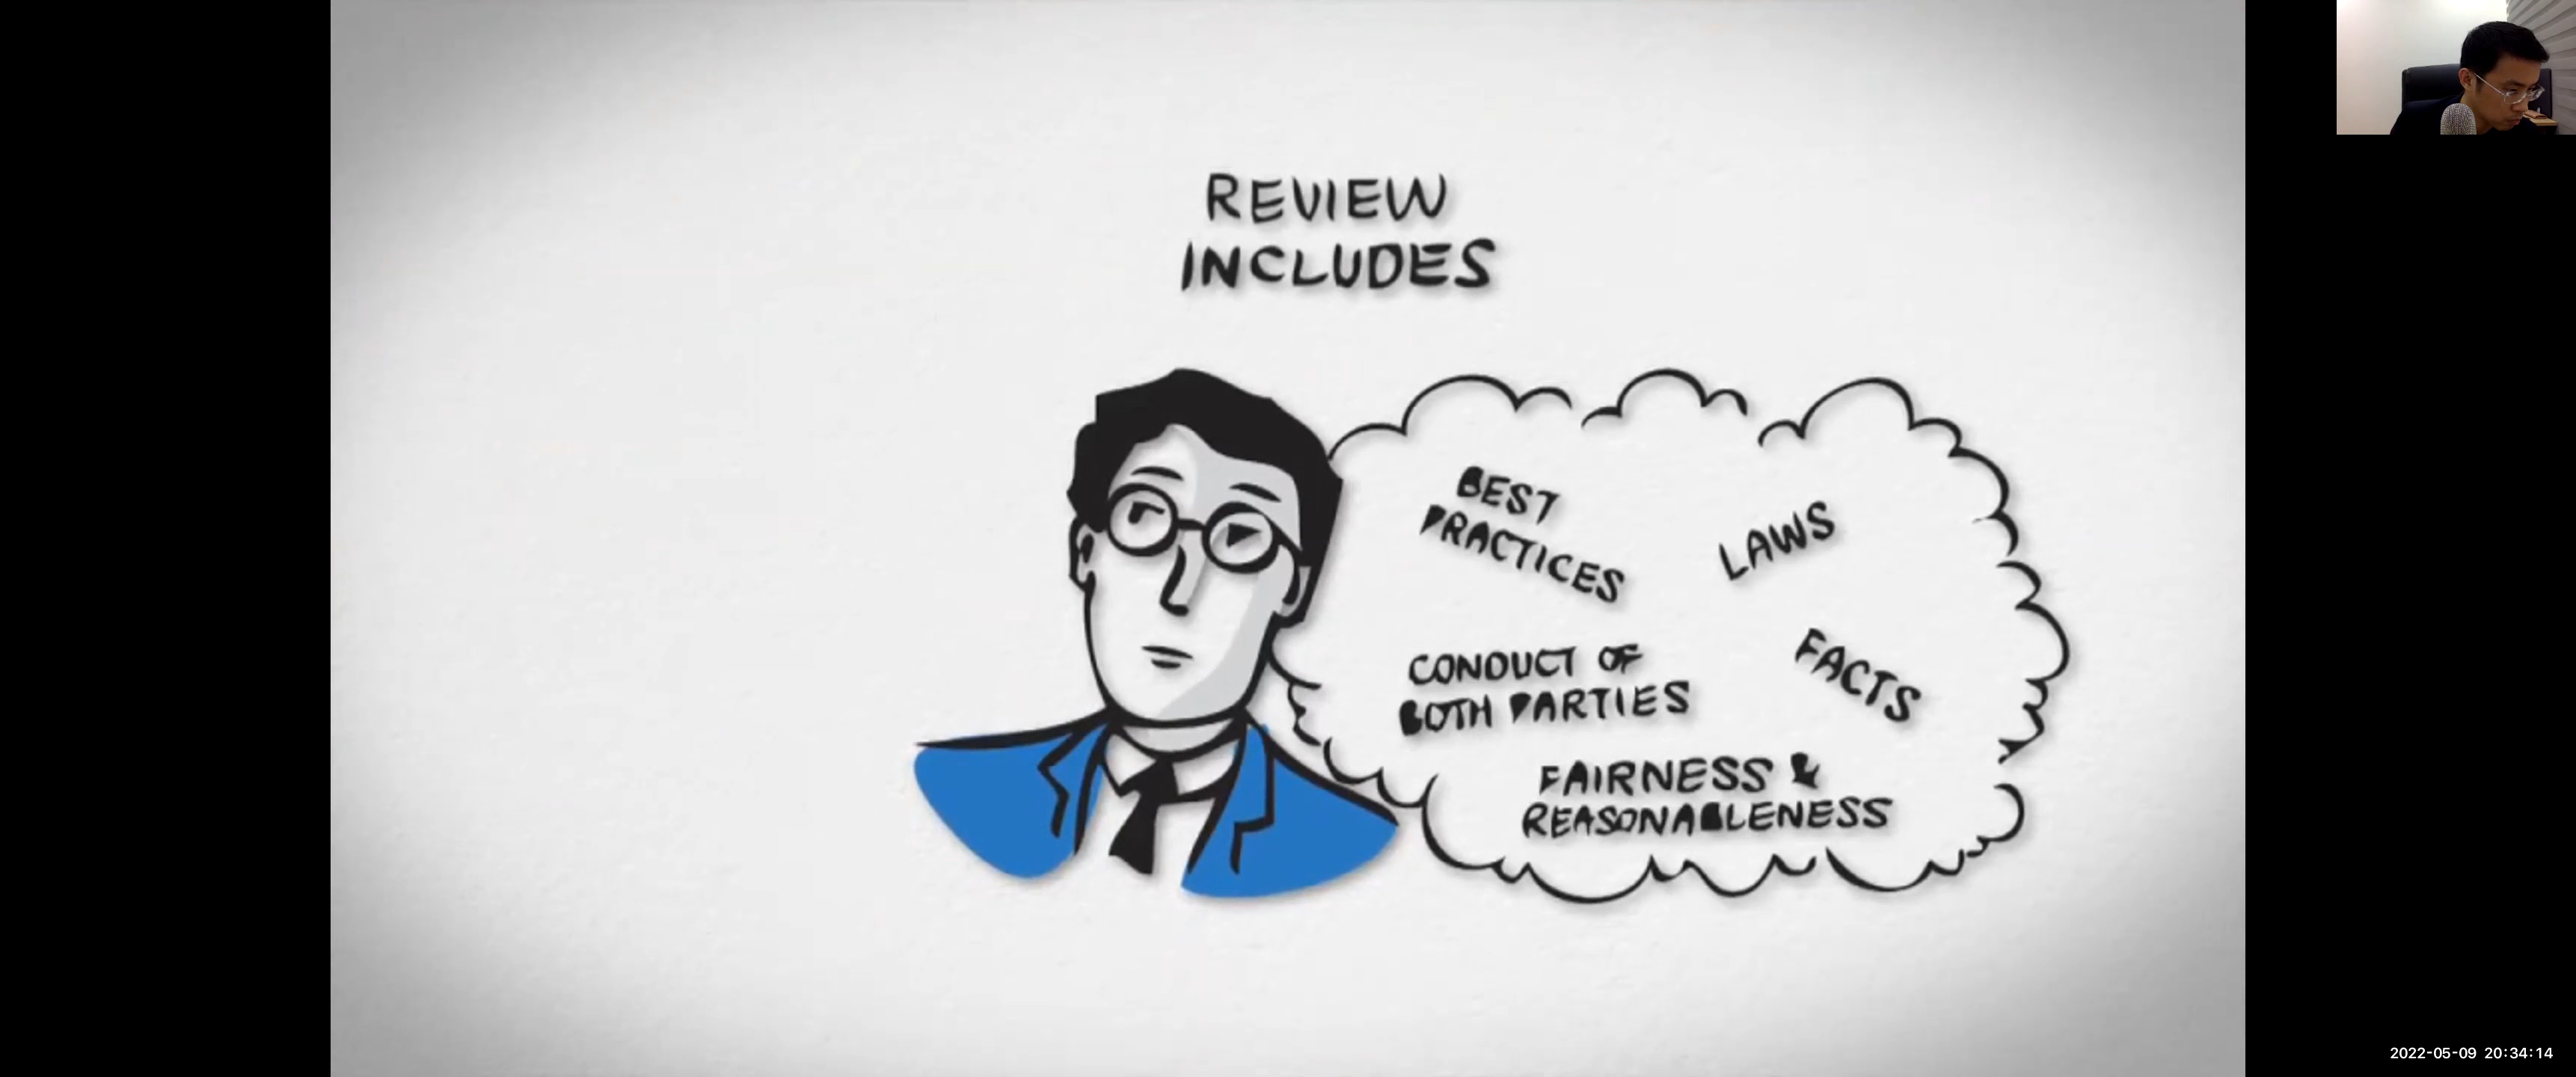 REVIEW
INCLUDES
BEST
PRACTICES
LAWS
CONDUCT OF
BOTH PARTIES
FACTS
FAIRNESS &
REASONABLENESS
2022-05-09 20:34:14